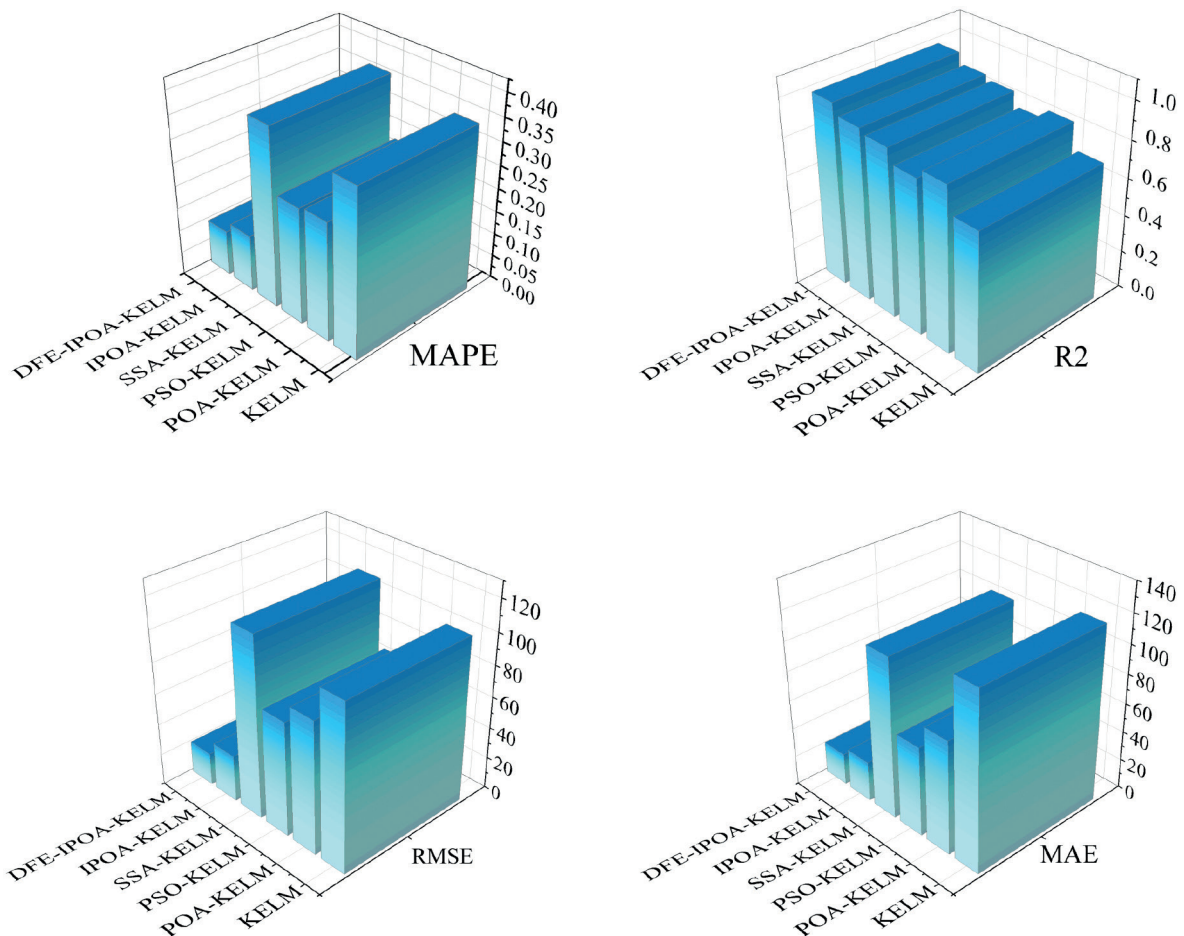 0.40
0.35
0.30
0.25
0.20
0.15
0.10
0.05
0.00
DFE-IPOA-KELM
IPOA-KELM
SSA-KELM
PSO-KELM
POA-KELM
KELM
MAPE
1.0
0.8
0.6
0.4
0.2
0.0
DFE-IPOA-KELM
IPOA-KELM
SSA-KELM
PSO-KELM
POA-KELM
KELM
R2
120
100
80
60
40
20
0
DFE-IPOA-KELM
IPOA-KELM
SSA-KELM
PSO-KELM
POA-KELM
KELM
RMSE
140
120
100
80
60
40
20
0
DFE-IPOA-KELM
IPOA-KELM
SSA-KELM
PSO-KELM
POA-KELM
KELM
MAE